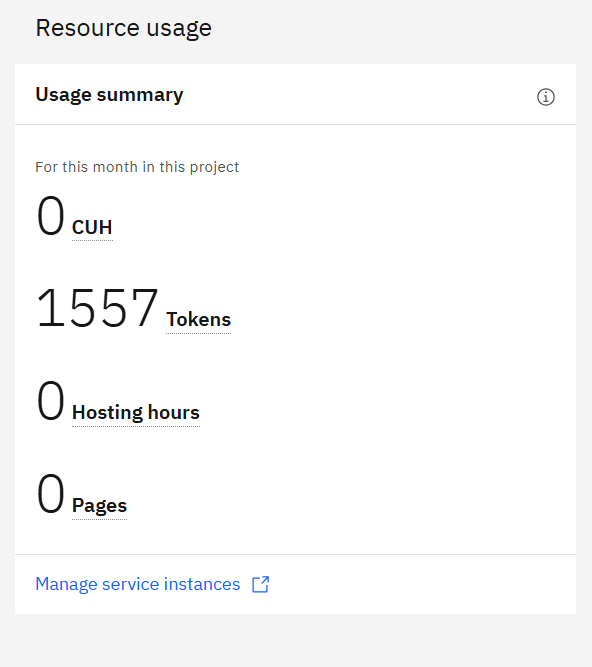 Resource usage
Usage summary
For this month in this project
0 CUH
1557 Tokens
0 Hosting hours
0 Pages
Manage service instances